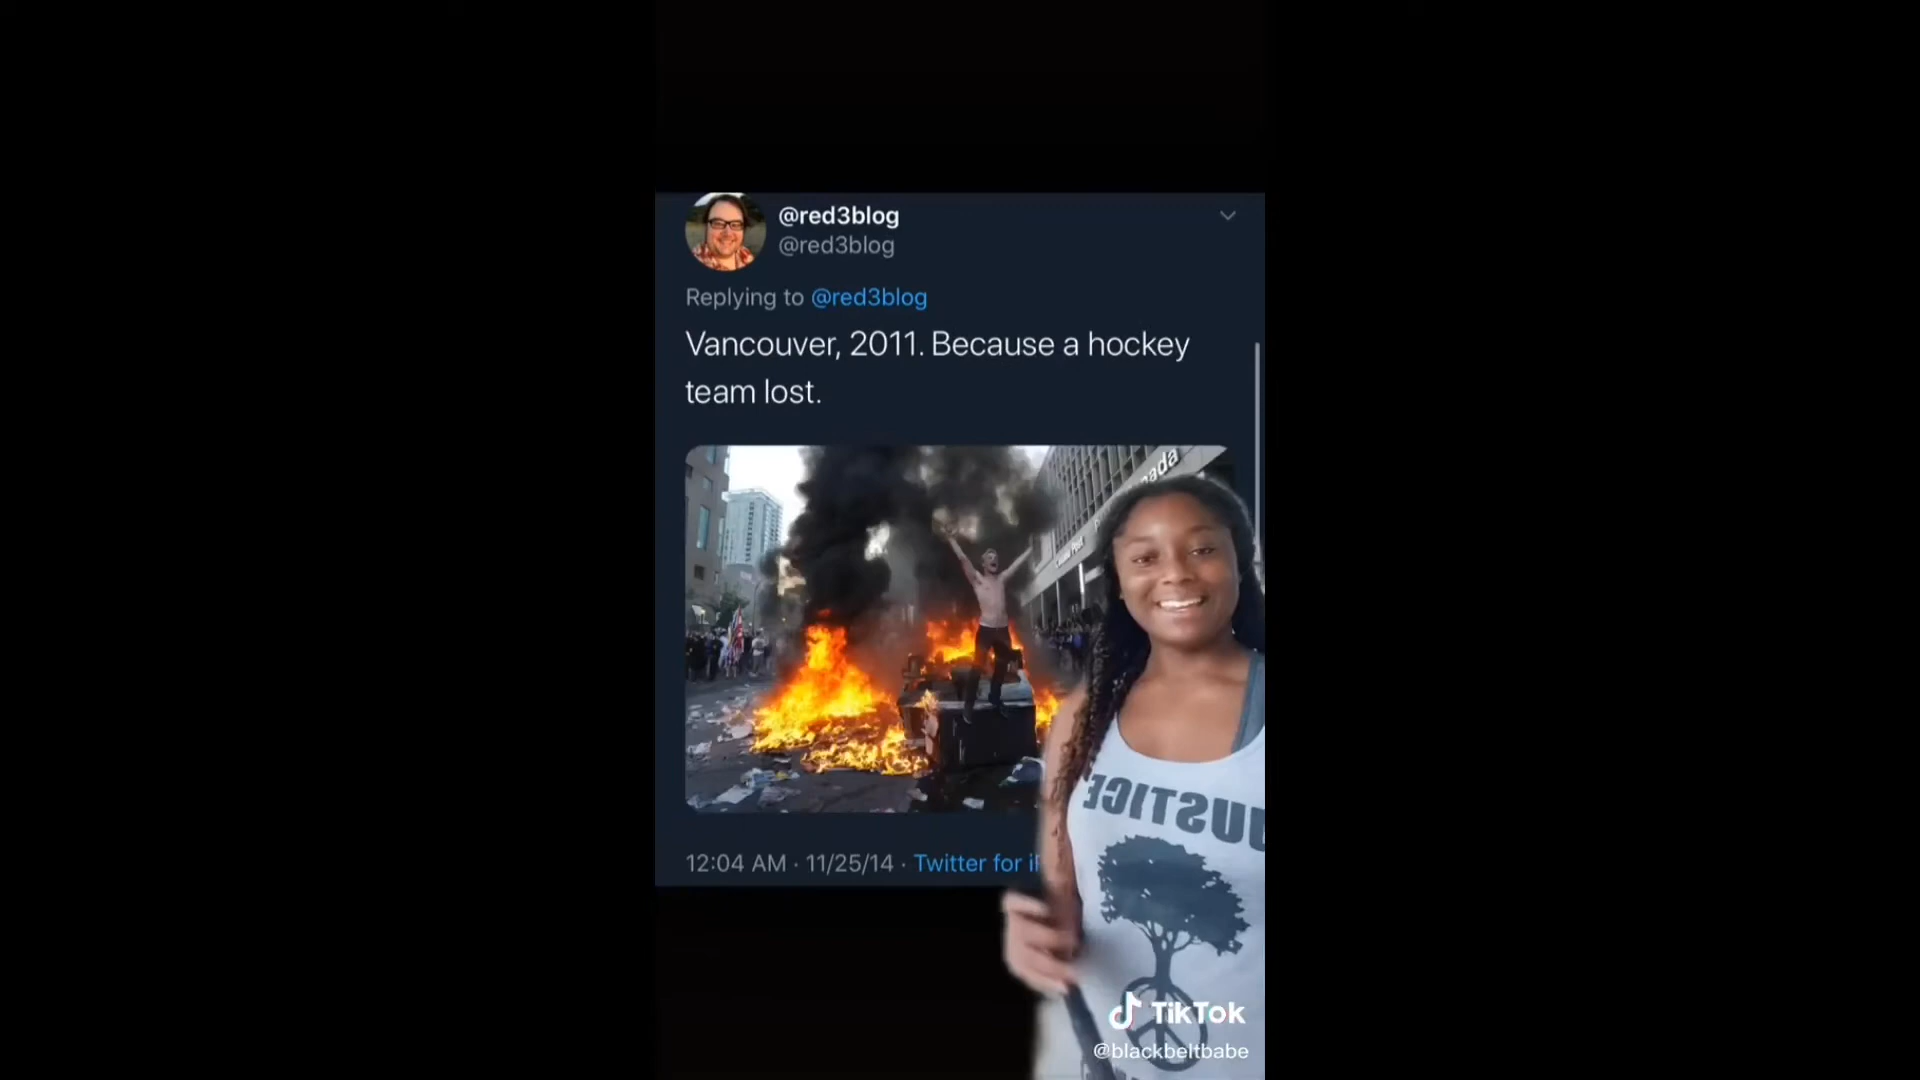 @red3blog
@red3blog
Replying to @red3blog
Vancouver, 2011. Because a hockey
team lost.
12:04 AM · 11/25/14 · Twitter for
JUSTICE
TikTok
@blackbeltbabe